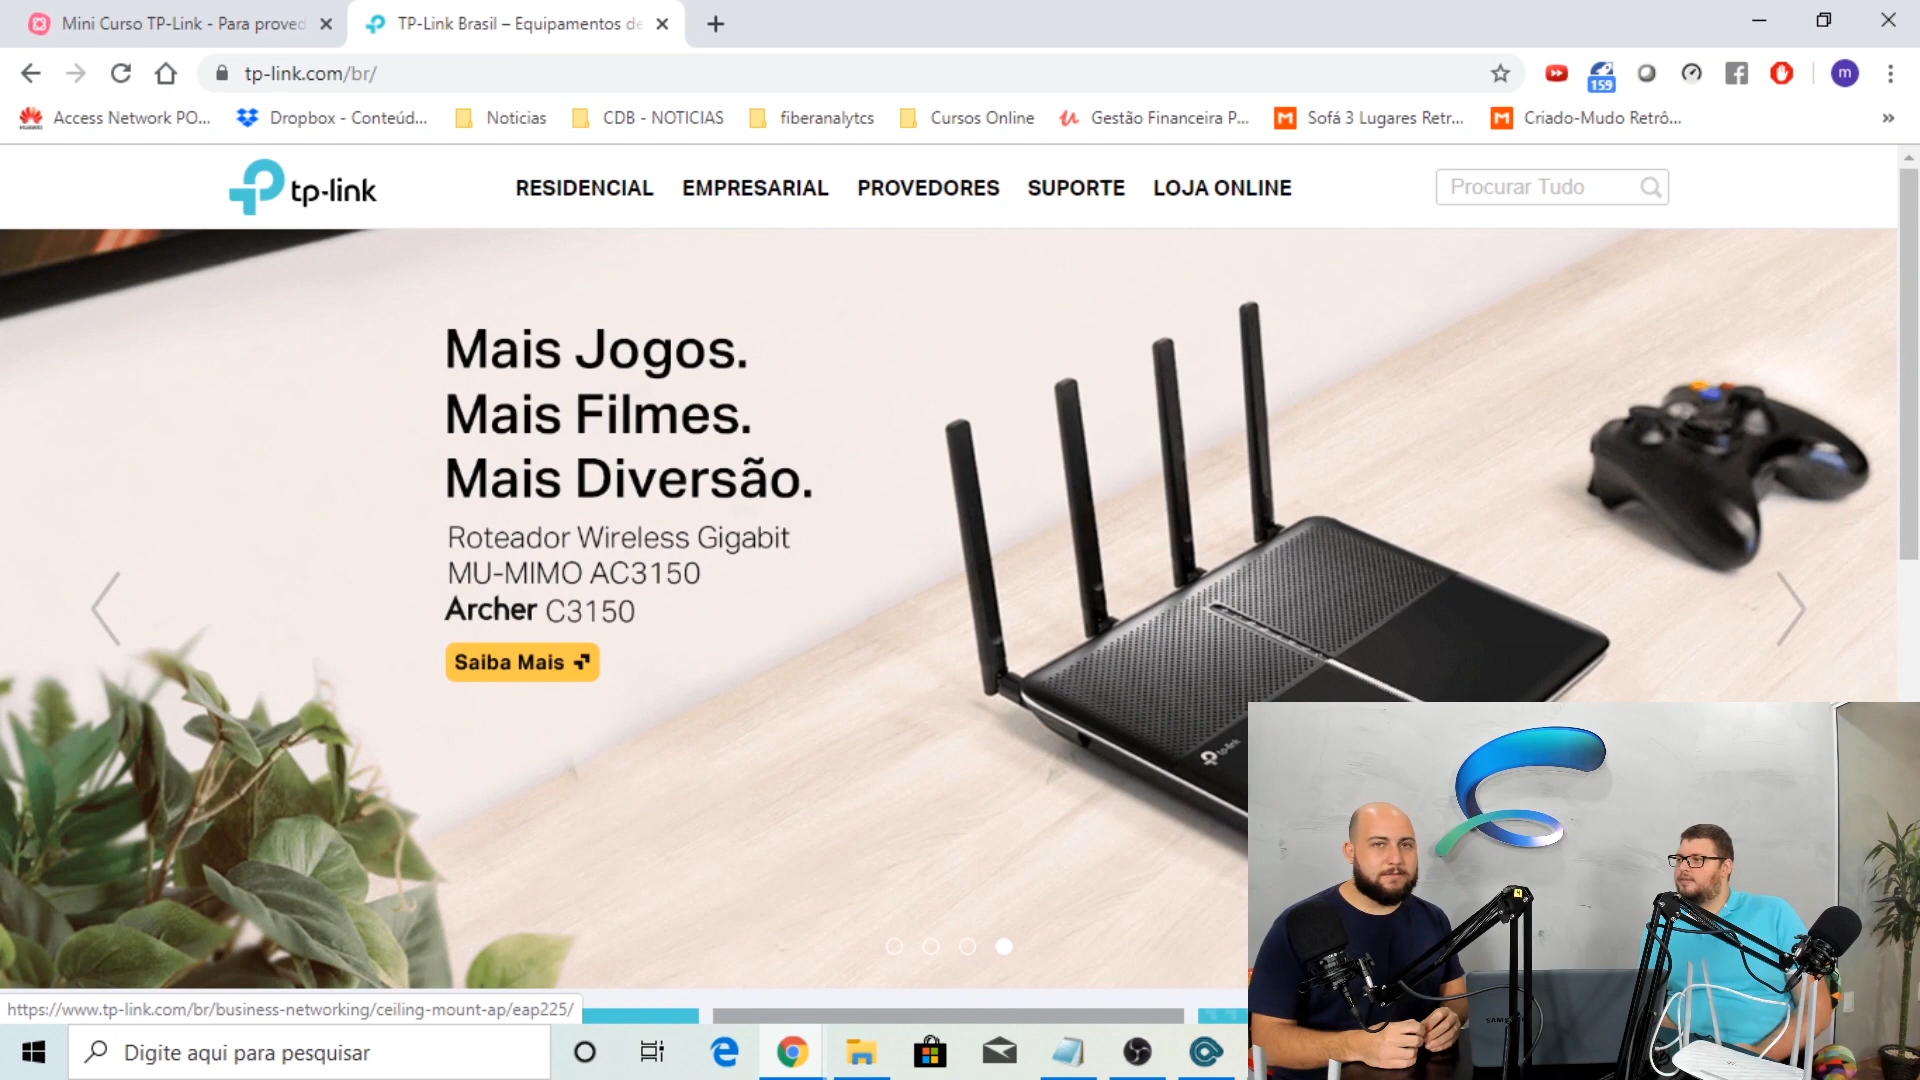 Mini Curso TP-Link - Para proved
TP-Link Brasil – Equipamentos de
tp-link.com/br/
159
m
Access Network PO...
Dropbox - Conteúd...
Noticias
CDB - NOTICIAS
fiberanalytcs
Cursos Online
Gestão Financeira P...
Sofá 3 Lugares Retr...
Criado-Mudo Retrô...
»
tp-link
RESIDENCIAL
EMPRESARIAL
PROVEDORES
SUPORTE
LOJA ONLINE
Procurar Tudo
Mais Jogos.
Mais Filmes.
Mais Diversão.
Roteador Wireless Gigabit
MU-MIMO AC3150
Archer C3150
Saiba Mais
tp-link
https://www.tp-link.com/br/business-networking/ceiling-mount-ap/eap225/
Digite aqui para pesquisar